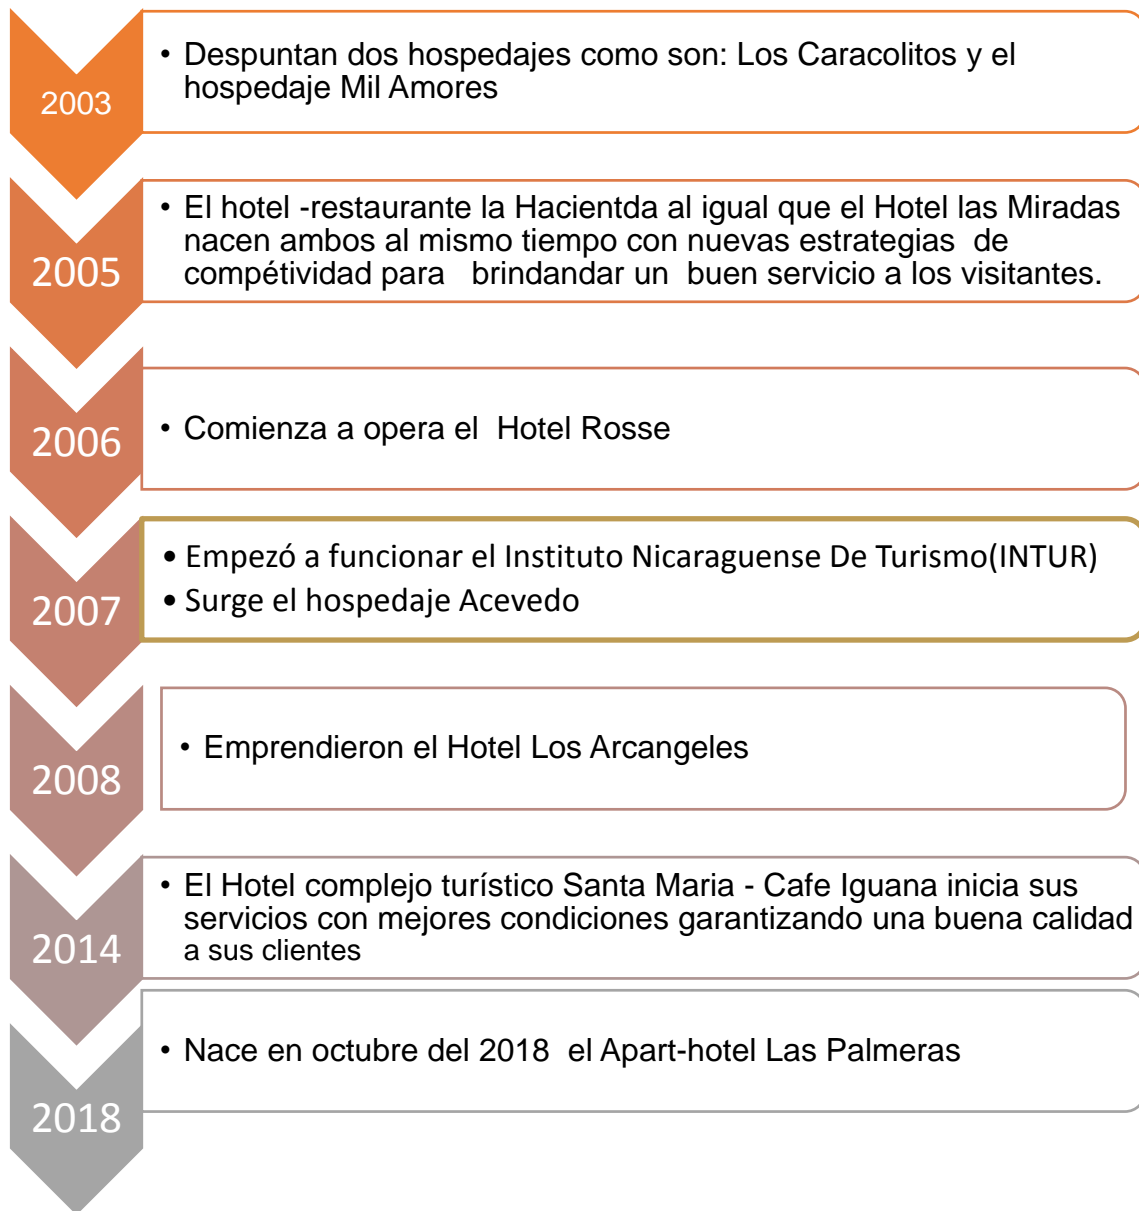 2003
• Despuntan dos hospedajes como son: Los Caracolitos y el
hospedaje Mil Amores
2005
• El hotel -restaurante la Hacientda al igual que el Hotel las Miradas
nacen ambos al mismo tiempo con nuevas estrategias  de
compétividad para   brindandar un  buen servicio a los visitantes.
2006
• Comienza a opera el  Hotel Rosse
2007
• Empezó a funcionar el Instituto Nicaraguense De Turismo(INTUR)
• Surge el hospedaje Acevedo
2008
• Emprendieron el Hotel Los Arcangeles
2014
• El Hotel complejo turístico Santa Maria - Cafe Iguana inicia sus
servicios con mejores condiciones garantizando una buena calidad
a sus clientes
2018
• Nace en octubre del 2018  el Apart-hotel Las Palmeras